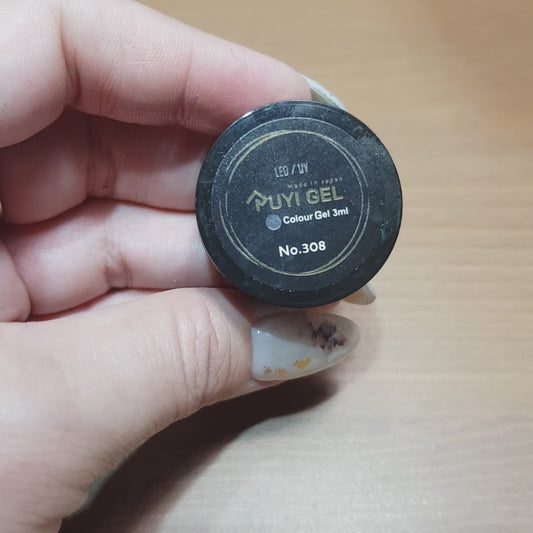 LED / UV
made in Japan
PUYI GEL
Colour Gel 3ml
No.308